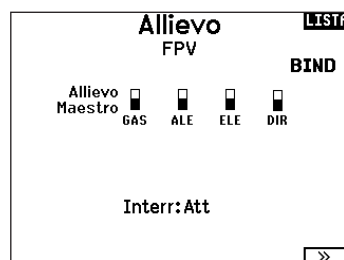 Allievo
LISTA
FPV
BIND
Allievo
Maestro
GAS ALE ELE DIR
Interr: Att
>>